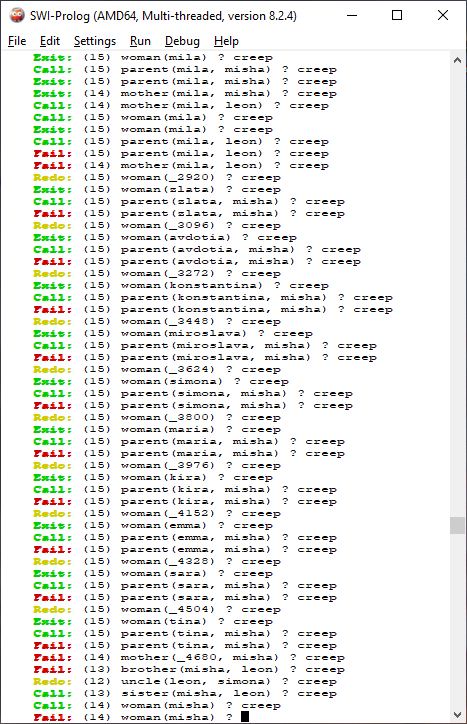 SWI-Prolog (AMD64, Multi-threaded, version 8.2.4)
File Edit Settings Run Debug Help
Exit: (15) woman(mila) ? creep
Call: (15) parent(mila, misha) ? creep
Exit: (15) parent(mila, misha) ? creep
Exit: (14) mother(mila, misha) ? creep
Call: (14) mother(mila, leon) ? creep
Call: (15) woman(mila) ? creep
Exit: (15) woman(mila) ? creep
Call: (15) parent(mila, leon) ? creep
Fail: (15) parent(mila, leon) ? creep
Fail: (14) mother(mila, leon) ? creep
Redo: (15) woman(_2920) ? creep
Exit: (15) woman(zlata) ? creep
Call: (15) parent(zlata, misha) ? creep
Fail: (15) parent(zlata, misha) ? creep
Redo: (15) woman(_3096) ? creep
Exit: (15) woman(avdotia) ? creep
Call: (15) parent(avdotia, misha) ? creep
Fail: (15) parent(avdotia, misha) ? creep
Redo: (15) woman(_3272) ? creep
Exit: (15) woman(konstantina) ? creep
Call: (15) parent(konstantina, misha) ? creep
Fail: (15) parent(konstantina, misha) ? creep
Redo: (15) woman(_3448) ? creep
Exit: (15) woman(miroslava) ? creep
Call: (15) parent(miroslava, misha) ? creep
Fail: (15) parent(miroslava, misha) ? creep
Redo: (15) woman(_3624) ? creep
Exit: (15) woman(simona) ? creep
Call: (15) parent(simona, misha) ? creep
Fail: (15) parent(simona, misha) ? creep
Redo: (15) woman(_3800) ? creep
Exit: (15) woman(maria) ? creep
Call: (15) parent(maria, misha) ? creep
Fail: (15) parent(maria, misha) ? creep
Redo: (15) woman(_3976) ? creep
Exit: (15) woman(kira) ? creep
Call: (15) parent(kira, misha) ? creep
Fail: (15) parent(kira, misha) ? creep
Redo: (15) woman(_4152) ? creep
Exit: (15) woman(emma) ? creep
Call: (15) parent(emma, misha) ? creep
Fail: (15) parent(emma, misha) ? creep
Redo: (15) woman(_4328) ? creep
Exit: (15) woman(sara) ? creep
Call: (15) parent(sara, misha) ? creep
Fail: (15) parent(sara, misha) ? creep
Redo: (15) woman(_4504) ? creep
Exit: (15) woman(tina) ? creep
Call: (15) parent(tina, misha) ? creep
Fail: (15) parent(tina, misha) ? creep
Fail: (14) mother(_4680, misha) ? creep
Fail: (13) brother(misha, leon) ? creep
Redo: (12) uncle(leon, simona) ? creep
Call: (13) sister(misha, leon) ? creep
Call: (14) woman(misha) ? creep
Fail: (14) woman(misha) ?